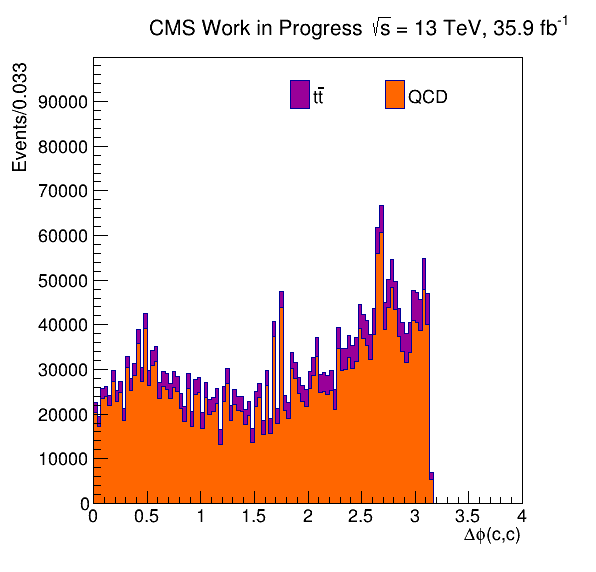 CMS Work in Progress √s = 13 TeV, 35.9 fb⁻¹
Events/0.033
tt̄
QCD
90000
80000
70000
60000
50000
40000
30000
20000
10000
0
0 0.5 1 1.5 2 2.5 3 3.5 4
Δϕ(c,c)